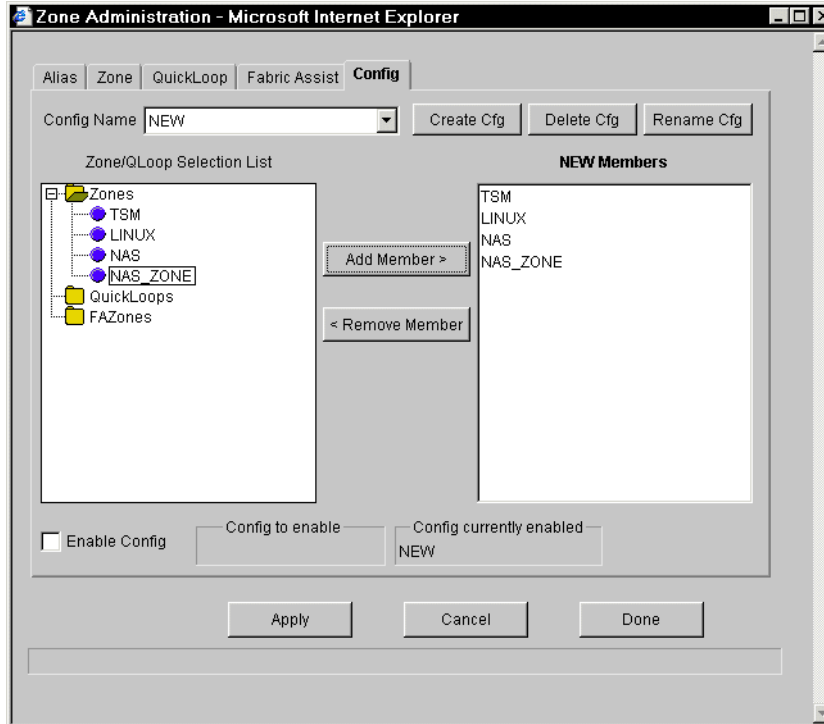 Zone Administration - Microsoft Internet Explorer
Alias Zone QuickLoop Fabric Assist Config
Config Name NEW Create Cfg Delete Cfg Rename Cfg
Zone/QLoop Selection List
Zones
TSM
LINUX
NAS
NAS_ZONE
QuickLoops
FAZones
Add Member >
< Remove Member
NEW Members
TSM
LINUX
NAS
NAS_ZONE
Enable Config
Config to enable
Config currently enabled
NEW
Apply Cancel Done